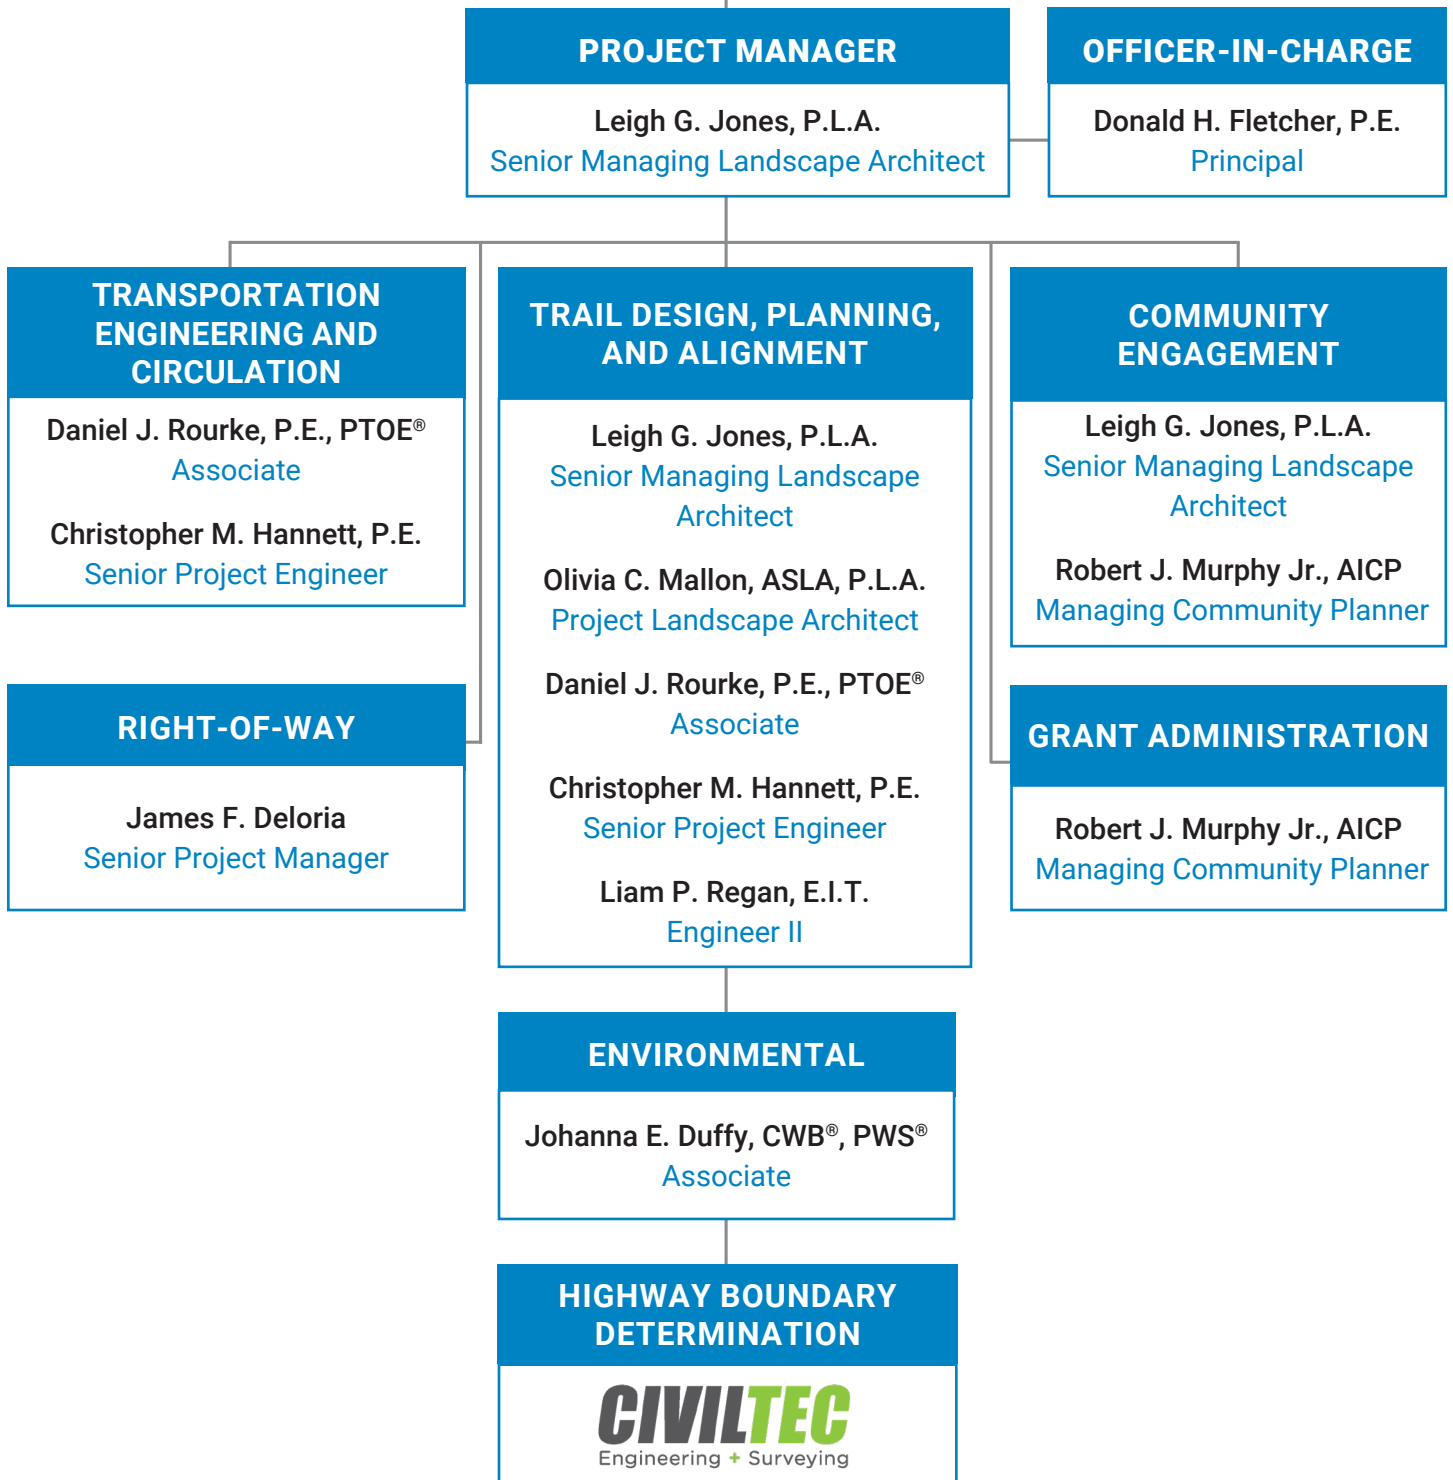 PROJECT MANAGER
Leigh G. Jones, P.L.A.
Senior Managing Landscape Architect
OFFICER-IN-CHARGE
Donald H. Fletcher, P.E.
Principal
TRANSPORTATION
ENGINEERING AND
CIRCULATION
Daniel J. Rourke, P.E., PTOE®
Associate
Christopher M. Hannett, P.E.
Senior Project Engineer
RIGHT-OF-WAY
James F. Deloria
Senior Project Manager
TRAIL DESIGN, PLANNING,
AND ALIGNMENT
Leigh G. Jones, P.L.A.
Senior Managing Landscape
Architect
Olivia C. Mallon, ASLA, P.L.A.
Project Landscape Architect
Daniel J. Rourke, P.E., PTOE®
Associate
Christopher M. Hannett, P.E.
Senior Project Engineer
Liam P. Regan, E.I.T.
Engineer II
COMMUNITY
ENGAGEMENT
Leigh G. Jones, P.L.A.
Senior Managing Landscape
Architect
Robert J. Murphy Jr., AICP
Managing Community Planner
GRANT ADMINISTRATION
Robert J. Murphy Jr., AICP
Managing Community Planner
ENVIRONMENTAL
Johanna E. Duffy, CWB®, PWS®
Associate
HIGHWAY BOUNDARY
DETERMINATION
CIVILTEC
Engineering + Surveying